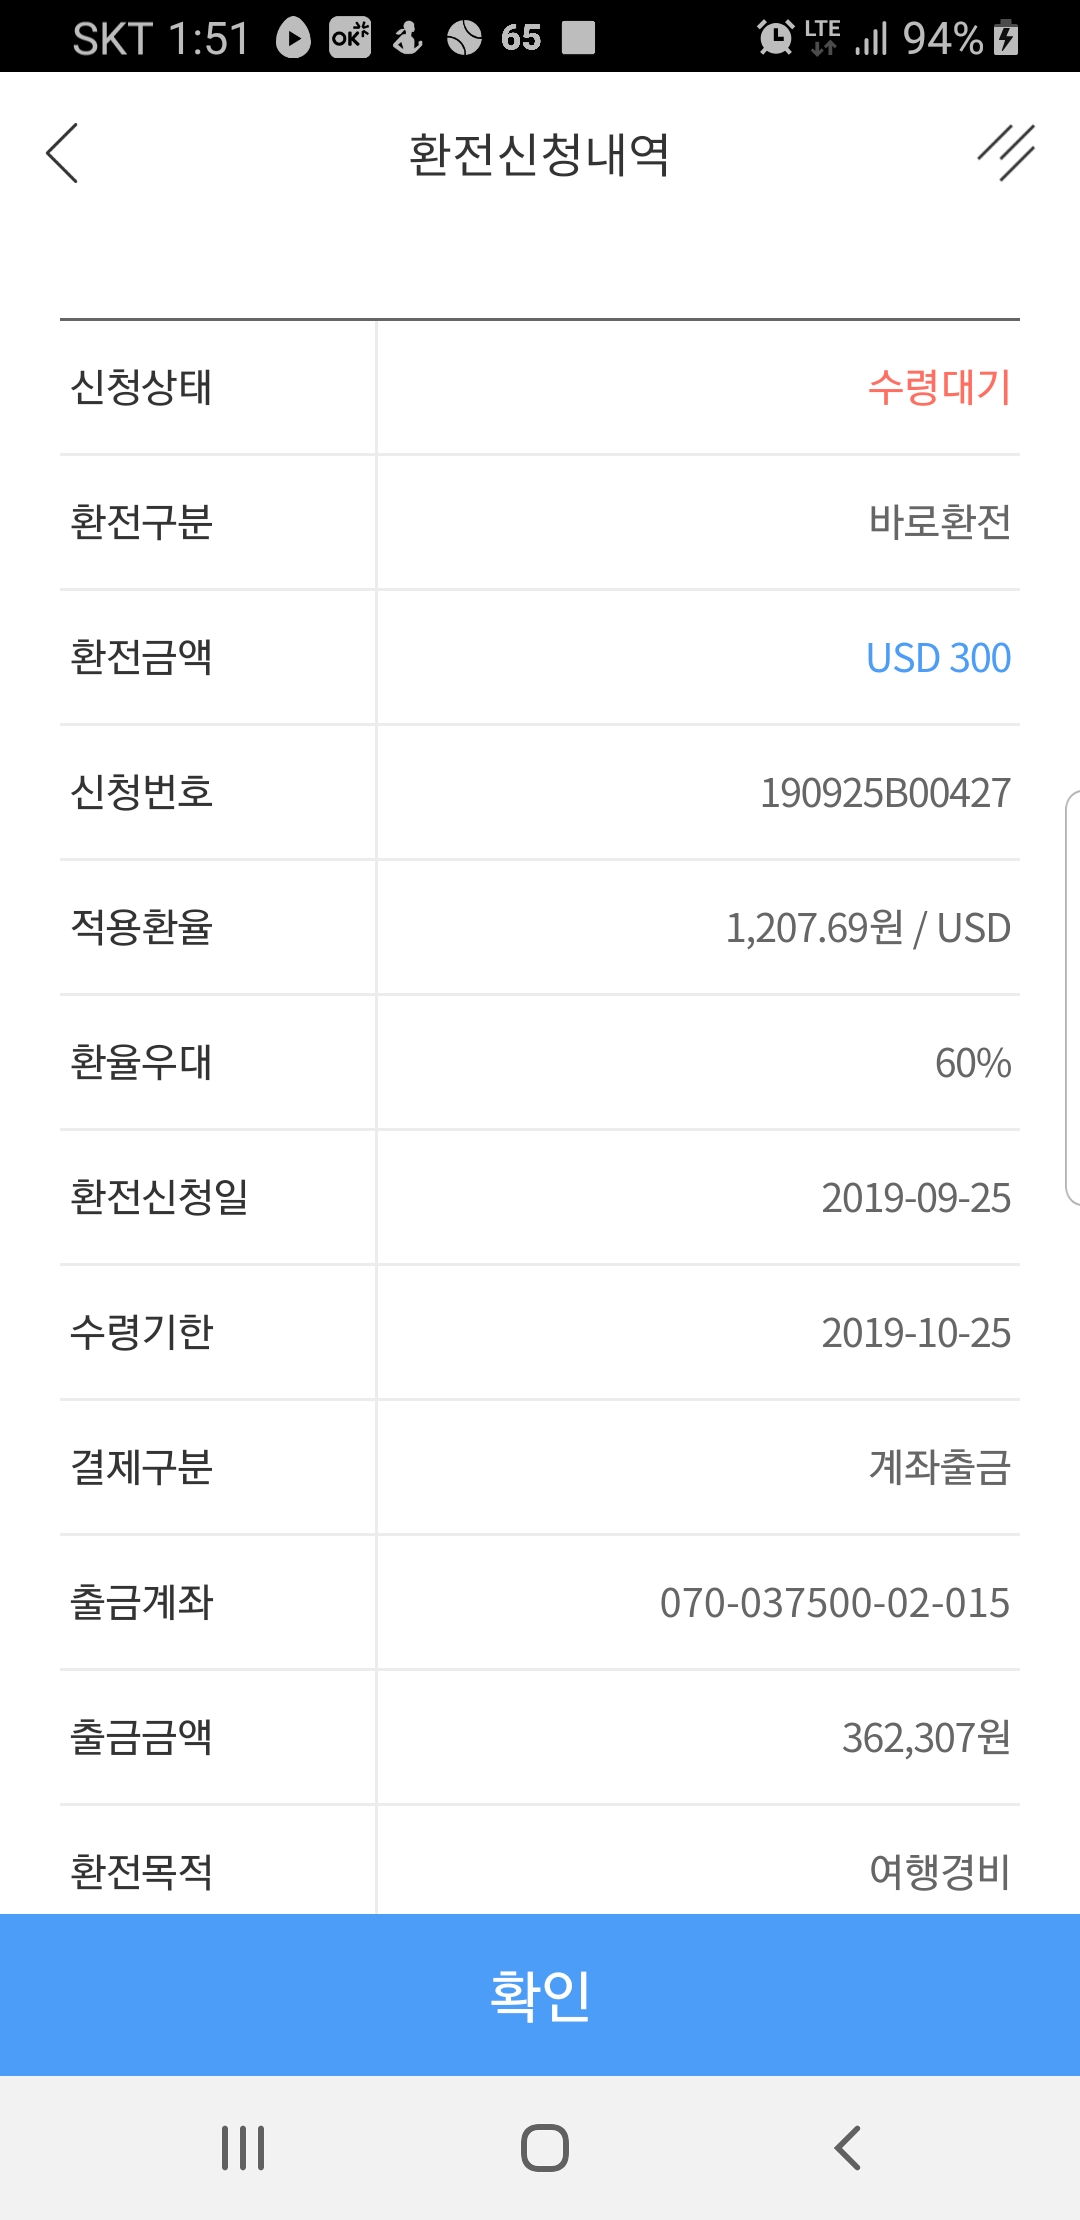 SKT 1:51 OK 65 LTE 94%
환전신청내역
신청상태 수령대기
환전구분 바로환전
환전금액 USD 300
신청번호 190925B00427
적용환율 1,207.69원 / USD
환율우대 60%
환전신청일 2019-09-25
수령기한 2019-10-25
결제구분 계좌출금
출금계좌 070-037500-02-015
출금금액 362,307원
환전목적 여행경비
확인